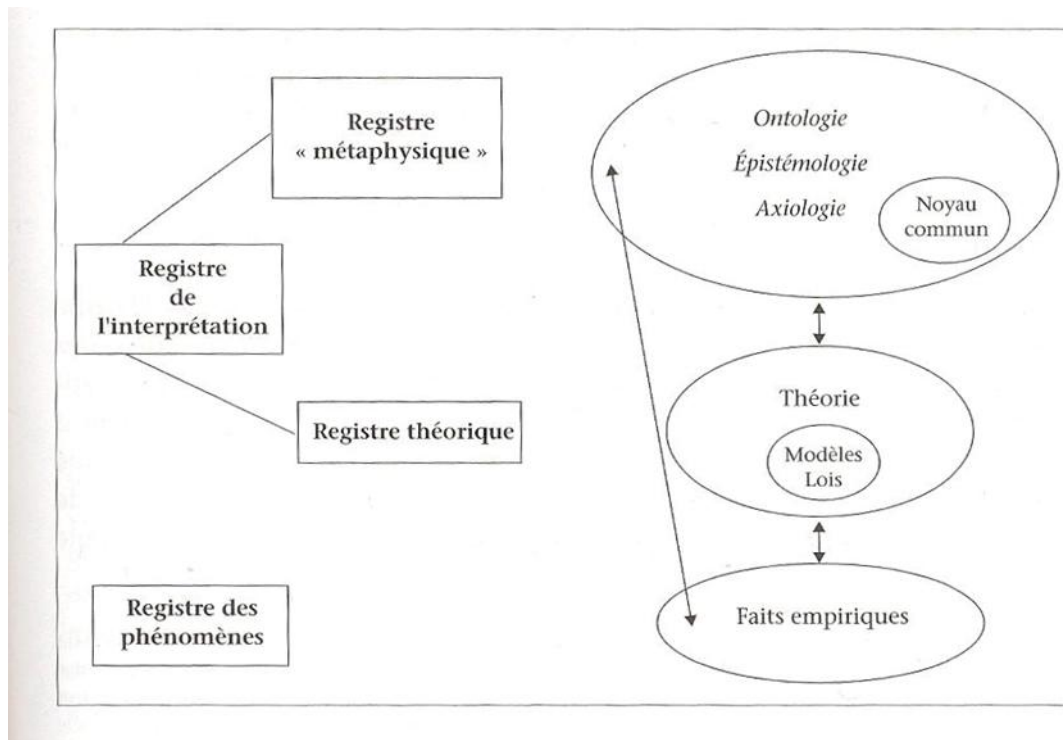 Registre
« métaphysique »
Registre
de
l'interprétation
Registre théorique
Registre des
phénomènes
Ontologie
Épistémologie
Axiologie
Noyau
commun
Théorie
Modèles
Lois
Faits empiriques